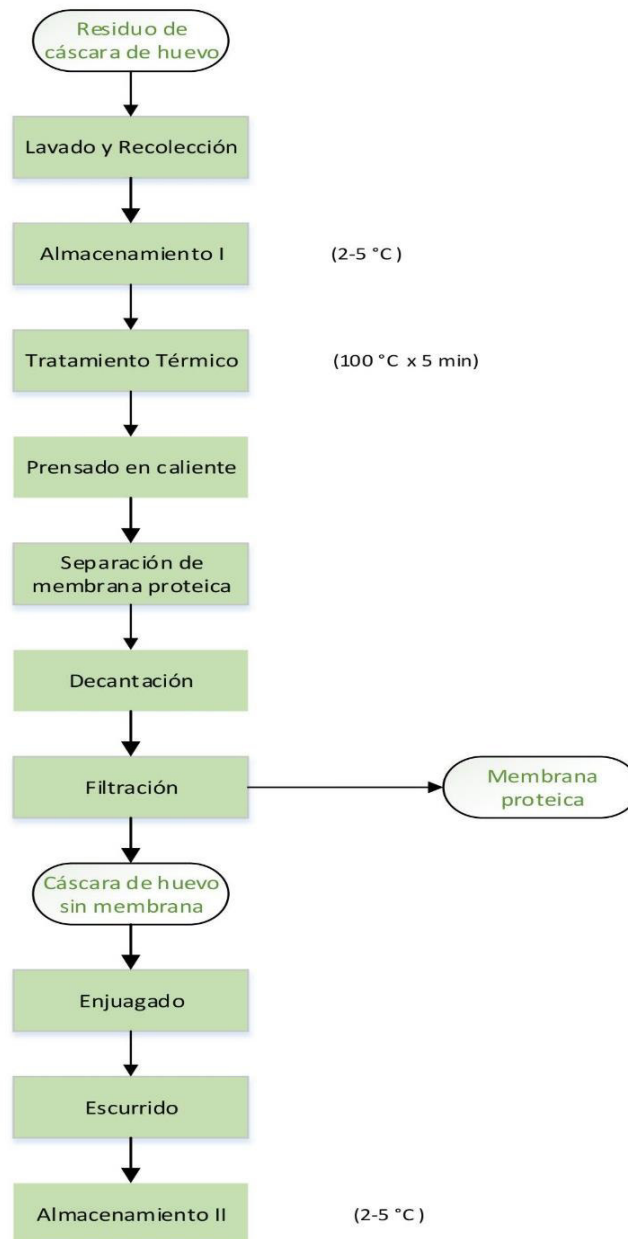 Residuo de
cáscara de huevo
Lavado y Recolección
Almacenamiento I
(2-5 °C )
Tratamiento Térmico
(100 °C x 5 min)
Prensado en caliente
Separación de
membrana proteica
Decantación
Filtración
Membrana
proteica
Cáscara de huevo
sin membrana
Enjuagado
Escurrido
Almacenamiento II
(2-5 °C )